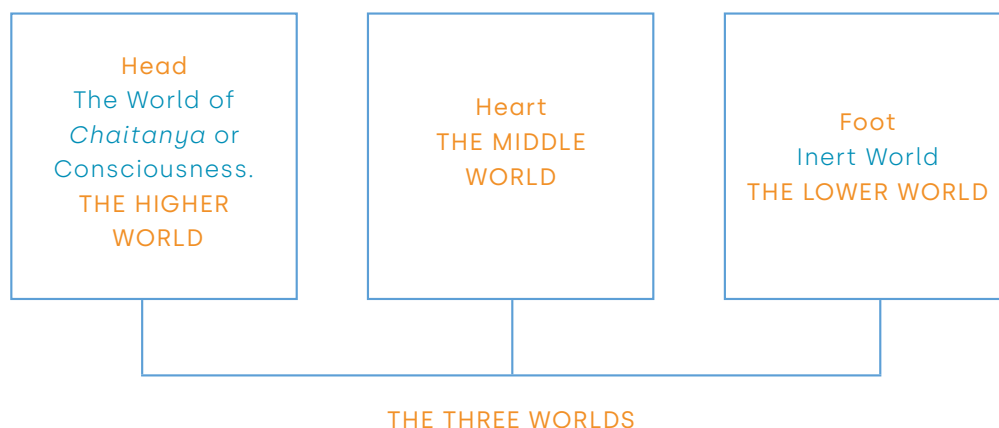 Head
The World of
Chaitanya or
Consciousness.
THE HIGHER
WORLD
Heart
THE MIDDLE
WORLD
Foot
Inert World
THE LOWER WORLD
THE THREE WORLDS